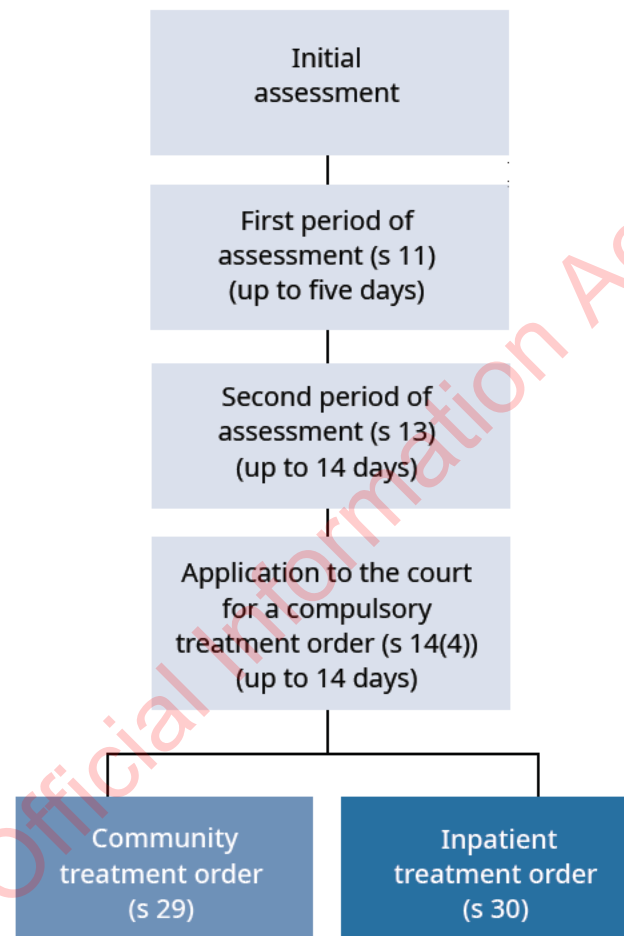 Initial
assessment
First period of
assessment (s 11)
(up to five days)
Second period of
assessment (s 13)
(up to 14 days)
Application to the court
for a compulsory
treatment order (s 14(4))
(up to 14 days)
Community
treatment order
(s 29)
Inpatient
treatment order
(s 30)
Official Information